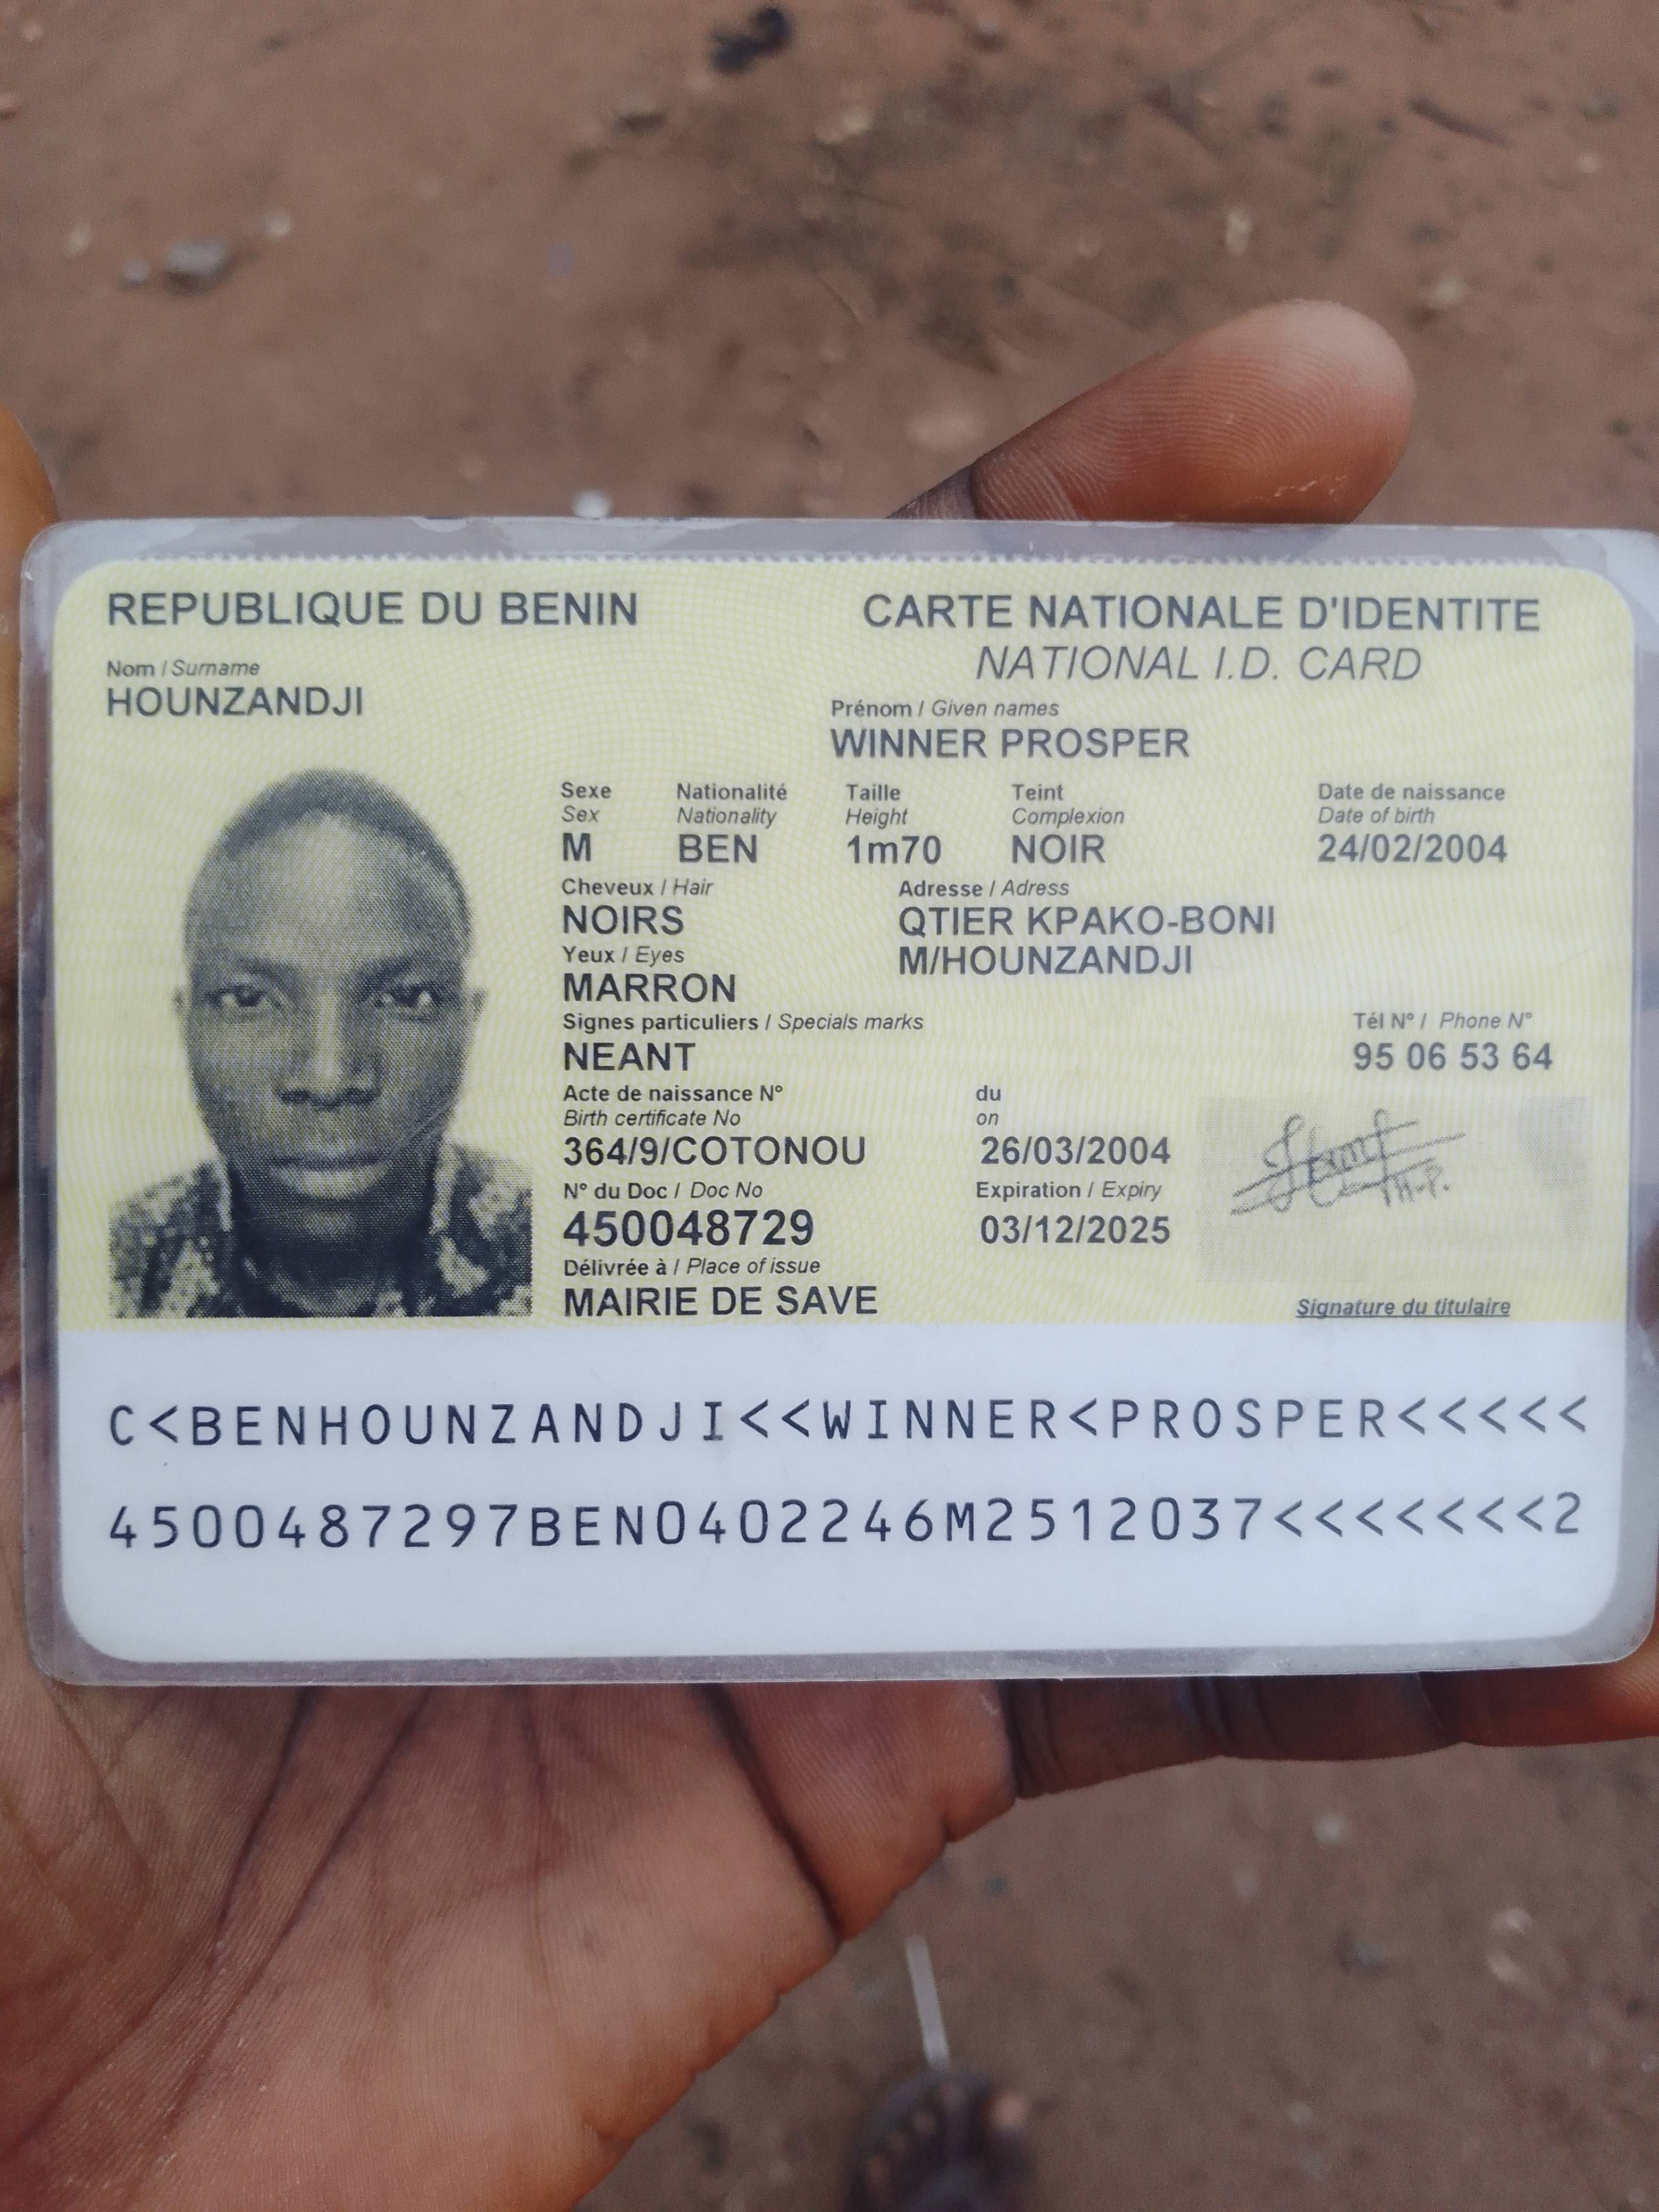 REPUBLIQUE DU BENIN
CARTE NATIONALE D'IDENTITE
NATIONAL I.D. CARD
Nom / Surname
HOUNZANDJI
Prénom / Given names
WINNER PROSPER
Sexe Nationalité Taille Teint Date de naissance
Sex Nationality Height Complexion Date of birth
M BEN 1m70 NOIR 24/02/2004
Cheveux / Hair Adresse / Adress
NOIRS QTIER KPAKO-BONI
Yeux / Eyes M/HOUNZANDJI
MARRON
Signes particuliers / Specials marks Tél N° / Phone N°
NEANT 95 06 53 64
Acte de naissance N° du
Birth certificate No on
364/9/COTONOU 26/03/2004
N° du Doc / Doc No Expiration / Expiry
450048729 03/12/2025
Délivrée à / Place of issue
MAIRIE DE SAVE Signature du titulaire
C<BENHOUNZANDJI<<WINNER<PROSPER<<<<<
4500487297BEN0402246M2512037<<<<<<<2